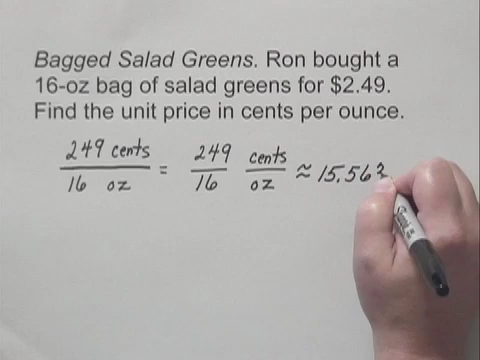 Bagged Salad Greens. Ron bought a
16-oz bag of salad greens for $2.49.
Find the unit price in cents per ounce.
249 cents / 16 oz = 249 / 16 cents / oz ≈ 15.563